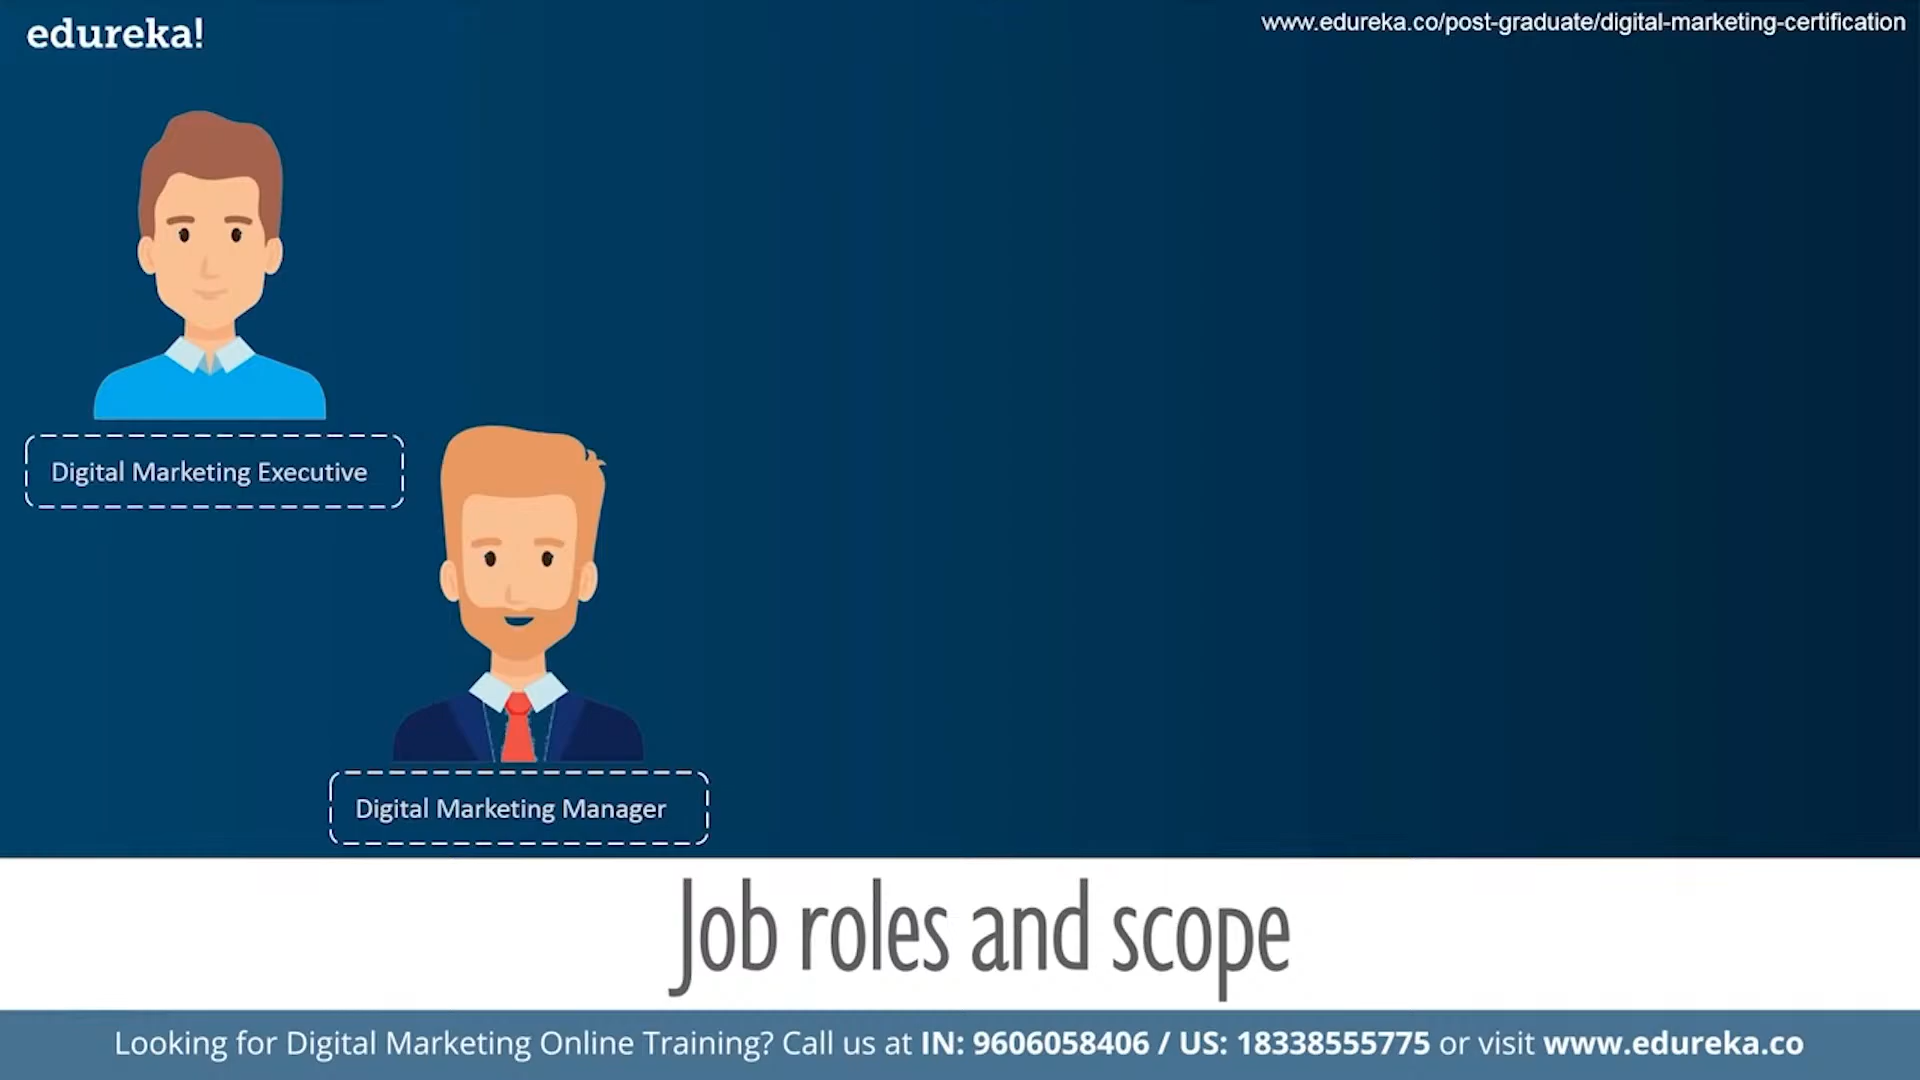 edureka!
www.edureka.co/post-graduate/digital-marketing-certification
Digital Marketing Executive
Digital Marketing Manager
Job roles and scope
Looking for Digital Marketing Online Training? Call us at IN: 9606058406 / US: 18338555775 or visit www.edureka.co